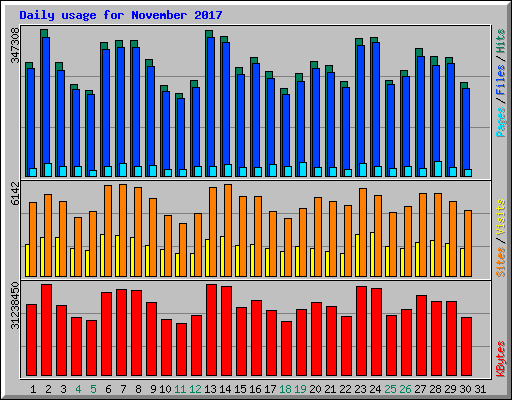 Daily usage for November 2017
347308
Pages / Files / Hits
6142
Sites / Visits
31238450
KBytes
1 2 3 4 5 6 7 8 9 10 11 12 13 14 15 16 17 18 19 20 21 22 23 24 25 26 27 28 29 30 31